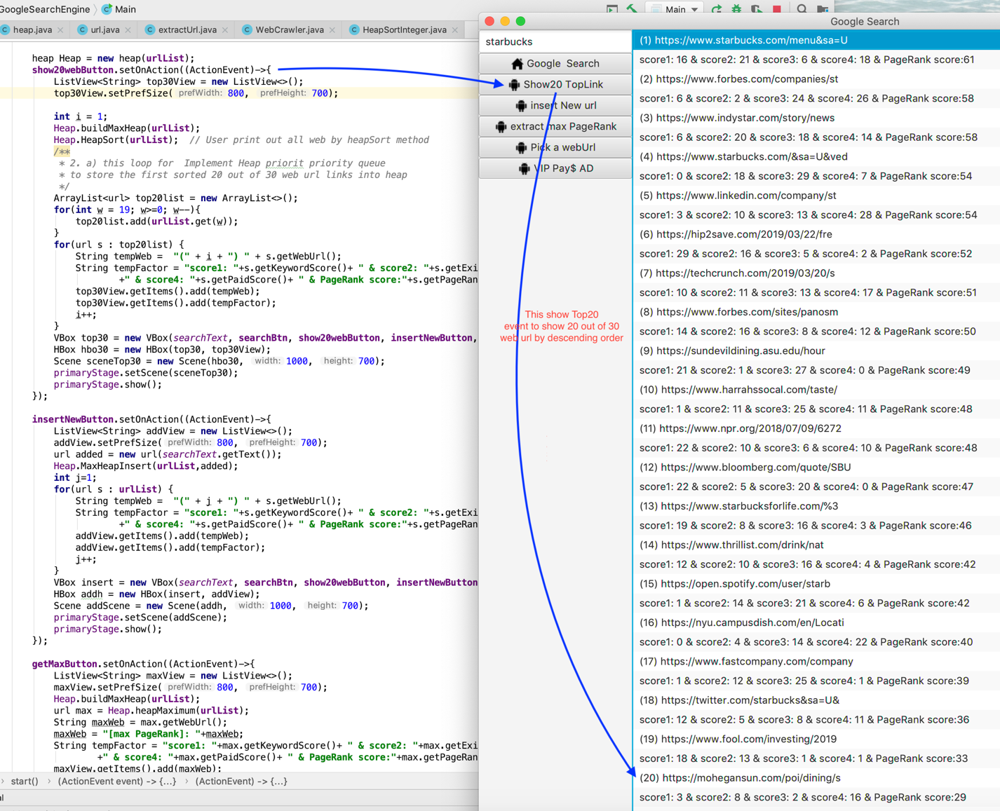 GoogleSearchEngine
Main
Main
heap.java
url.java
extractUrl.java
WebCrawler.java
HeapSortInteger.java
heap Heap = new heap(urlList);
show20webButton.setOnAction((ActionEvent)->{
ListView<String> top30View = new ListView<>();
top30View.setPrefSize( prefWidth: 800, prefHeight: 700);
int i = 1;
Heap.buildMaxHeap(urlList);
Heap.HeapSort(urlList);  // User print out all web by heapSort method
/**
* 2. a) this loop for  Implement Heap priorit priority queue
* to store the first sorted 20 out of 30 web url links into heap
*/
ArrayList<url> top20list = new ArrayList<>();
for(int w = 19; w>=0; w--){
top20list.add(urlList.get(w));
}
for(url s : top20list) {
String tempWeb =  "(" + i + ") " + s.getWebUrl();
String tempFactor = "score1: "+s.getKeywordScore()+ " & score2: "+s.getExi
+" & score4: "+s.getPaidScore()+ " & PageRank score:"+s.getPageRan
top30View.getItems().add(tempWeb);
top30View.getItems().add(tempFactor);
i++;
}
VBox top30 = new VBox(searchText, searchBtn, show20webButton, insertNewButton,
HBox hbo30 = new HBox(top30, top30View);
Scene sceneTop30 = new Scene(hbo30, width: 1000, height: 700);
primaryStage.setScene(sceneTop30);
primaryStage.show();
});
insertNewButton.setOnAction((ActionEvent)->{
ListView<String> addView = new ListView<>();
addView.setPrefSize( prefWidth: 800, prefHeight: 700);
url added = new url(searchText.getText());
Heap.MaxHeapInsert(urlList,added);
int j=1;
for(url s : urlList) {
String tempWeb =  "(" + j + ") " + s.getWebUrl();
String tempFactor = "score1: "+s.getKeywordScore()+ " & score2: "+s.getExi
+" & score4: "+s.getPaidScore()+ " & PageRank score:"+s.getPageRan
addView.getItems().add(tempWeb);
addView.getItems().add(tempFactor);
j++;
}
VBox insert = new VBox(searchText, searchBtn, show20webButton, insertNewButton
HBox addh = new HBox(insert, addView);
Scene addScene = new Scene(addh, width: 1000, height: 700);
primaryStage.setScene(addScene);
primaryStage.show();
});
getMaxButton.setOnAction((ActionEvent)->{
ListView<String> maxView = new ListView<>();
maxView.setPrefSize( prefWidth: 800, prefHeight: 700);
Heap.buildMaxHeap(urlList);
url max = Heap.heapMaximum(urlList);
String maxWeb = max.getWebUrl();
maxWeb = "[max PageRank]: "+maxWeb;
String tempFactor = "score1: "+max.getKeywordScore()+ " & score2: "+max.getExi
+" & score4: "+max.getPaidScore()+ " & PageRank score:"+max.getPageRan
maxView.getItems().add(maxWeb);
start() › (ActionEvent event) -> {...} › (ActionEvent) -> {...}
al
Google Search
starbucks
Google  Search
Show20 TopLink
insert New url
extract max PageRank
Pick a webUrl
VIP Pay$ AD
This show Top20
event to show 20 out of 30
web url by descending order
(1) https://www.starbucks.com/menu&sa=U
score1: 16 & score2: 21 & score3: 6 & score4: 18 & PageRank score:61
(2) https://www.forbes.com/companies/st
score1: 6 & score2: 2 & score3: 24 & score4: 26 & PageRank score:58
(3) https://www.indystar.com/story/news
score1: 6 & score2: 20 & score3: 18 & score4: 14 & PageRank score:58
(4) https://www.starbucks.com/&sa=U&ved
score1: 0 & score2: 18 & score3: 29 & score4: 7 & PageRank score:54
(5) https://www.linkedin.com/company/st
score1: 3 & score2: 10 & score3: 13 & score4: 28 & PageRank score:54
(6) https://hip2save.com/2019/03/22/fre
score1: 29 & score2: 16 & score3: 5 & score4: 2 & PageRank score:52
(7) https://techcrunch.com/2019/03/20/s
score1: 10 & score2: 11 & score3: 13 & score4: 17 & PageRank score:51
(8) https://www.forbes.com/sites/panosm
score1: 14 & score2: 16 & score3: 8 & score4: 12 & PageRank score:50
(9) https://sundevildining.asu.edu/hour
score1: 21 & score2: 1 & score3: 27 & score4: 0 & PageRank score:49
(10) https://www.harrahssocal.com/taste/
score1: 1 & score2: 11 & score3: 25 & score4: 11 & PageRank score:48
(11) https://www.npr.org/2018/07/09/6272
score1: 22 & score2: 10 & score3: 6 & score4: 10 & PageRank score:48
(12) https://www.bloomberg.com/quote/SBU
score1: 22 & score2: 5 & score3: 20 & score4: 0 & PageRank score:47
(13) https://www.starbucksforlife.com/%3
score1: 19 & score2: 8 & score3: 16 & score4: 3 & PageRank score:46
(14) https://www.thrillist.com/drink/nat
score1: 12 & score2: 10 & score3: 16 & score4: 4 & PageRank score:42
(15) https://open.spotify.com/user/starb
score1: 1 & score2: 14 & score3: 21 & score4: 6 & PageRank score:42
(16) https://nyu.campusdish.com/en/Locati
score1: 0 & score2: 4 & score3: 14 & score4: 22 & PageRank score:40
(17) https://www.fastcompany.com/company
score1: 1 & score2: 12 & score3: 25 & score4: 1 & PageRank score:39
(18) https://twitter.com/starbucks&sa=U&
score1: 12 & score2: 5 & score3: 8 & score4: 11 & PageRank score:36
(19) https://www.fool.com/investing/2019
score1: 18 & score2: 13 & score3: 1 & score4: 1 & PageRank score:33
(20) https://mohegansun.com/poi/dining/s
score1: 3 & score2: 8 & score3: 2 & score4: 16 & PageRank score:29